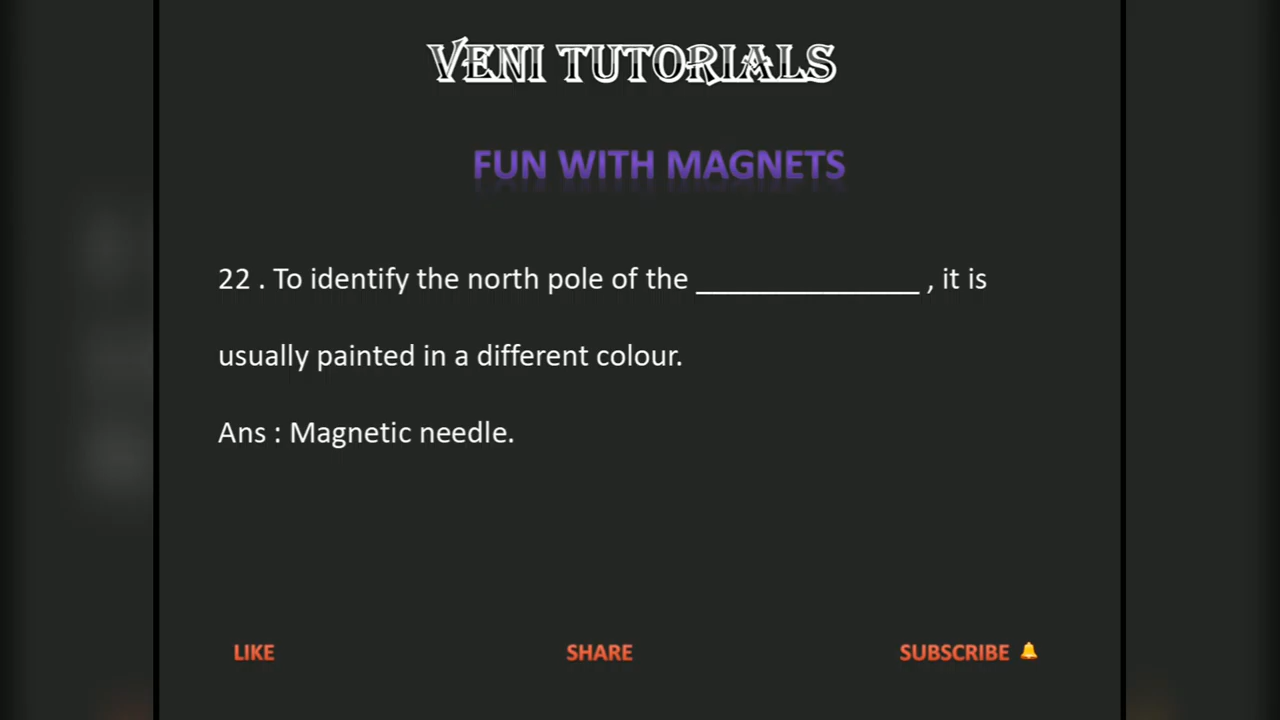 VENI TUTORIALS
FUN WITH MAGNETS
22 . To identify the north pole of the _______________ , it is
usually painted in a different colour.
Ans : Magnetic needle.
LIKE SHARE SUBSCRIBE 🔔